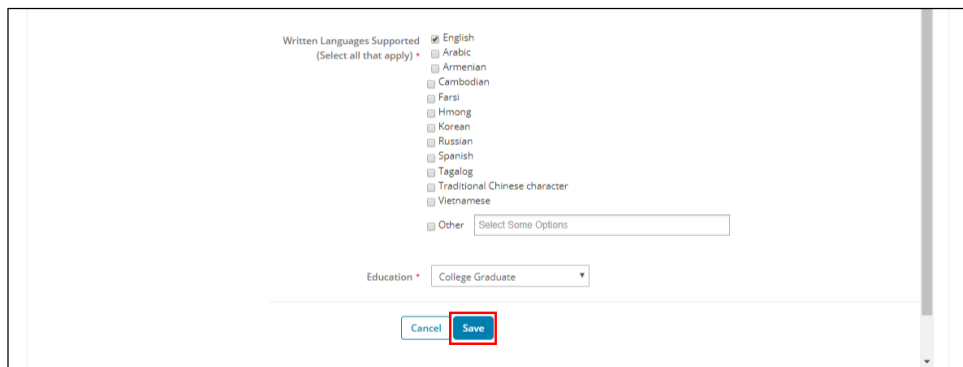 Written Languages Supported
(Select all that apply) *
English
Arabic
Armenian
Cambodian
Farsi
Hmong
Korean
Russian
Spanish
Tagalog
Traditional Chinese character
Vietnamese
Other Select Some Options
Education * College Graduate
Cancel Save